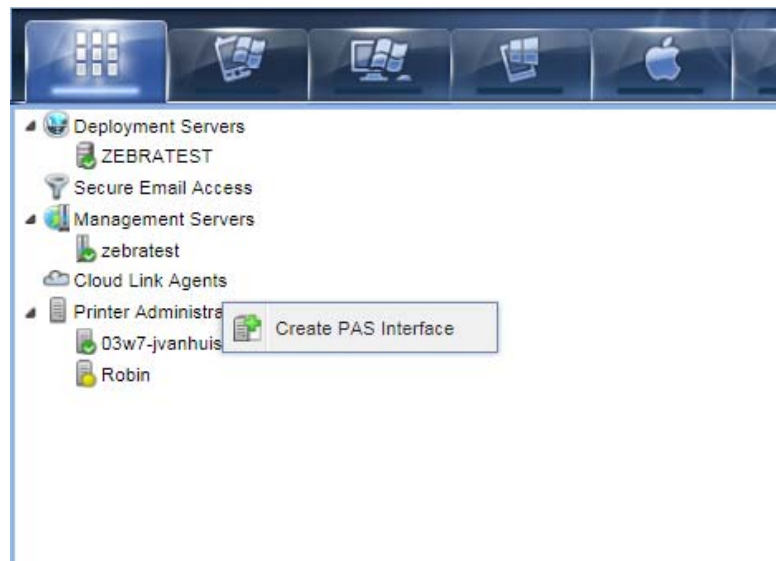 Deployment Servers
ZEBRATEST
Secure Email Access
Management Servers
zebratest
Cloud Link Agents
Printer Administra
Create PAS Interface
03w7-jvanhuis
Robin